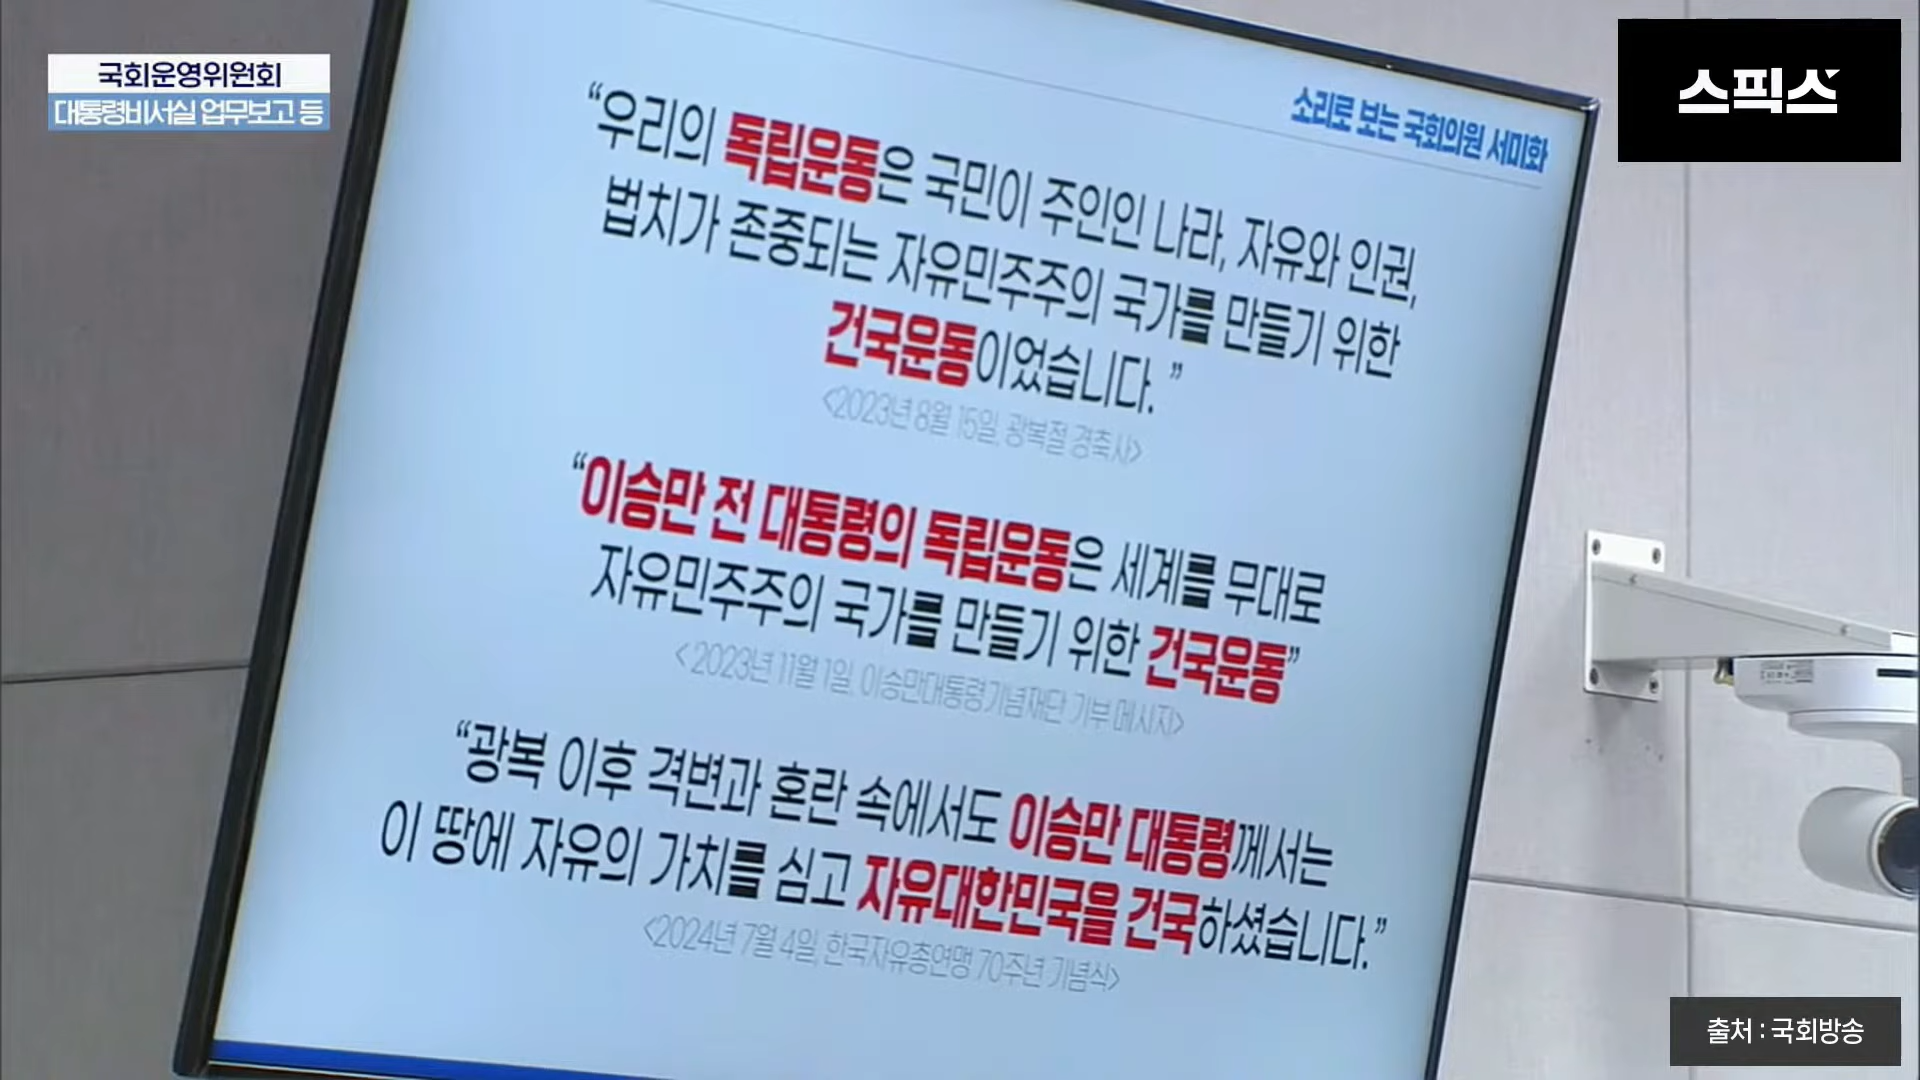 국회운영위원회
대통령비서실 업무보고 등
스픽스
소리로 보는 국회의원 서미화
“우리의 독립운동은 국민이 주인인 나라, 자유와 인권,
법치가 존중되는 자유민주주의 국가를 만들기 위한
건국운동이었습니다.”
<2023년 8월 15일, 광복절 경축사>
“이승만 전 대통령의 독립운동은 세계를 무대로
자유민주주의 국가를 만들기 위한 건국운동”
<2023년 11월 1일, 이승만대통령기념재단 기부 메시지>
“광복 이후 격변과 혼란 속에서도 이승만 대통령께서는
이 땅에 자유의 가치를 심고 자유대한민국을 건국하셨습니다.”
<2024년 7월 4일, 한국자유총연맹 70주년 기념식>
출처 : 국회방송